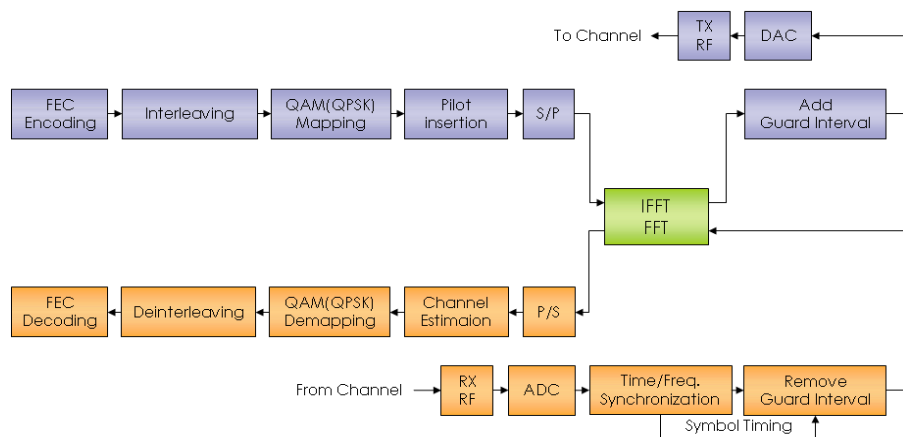 To Channel
TX
RF
DAC
FEC
Encoding
Interleaving
QAM(QPSK)
Mapping
Pilot
insertion
S/P
Add
Guard Interval
IFFT
FFT
FEC
Decoding
Deinterleaving
QAM(QPSK)
Demapping
Channel
Estimaion
P/S
From Channel
RX
RF
ADC
Time/Freq.
Synchronization
Remove
Guard Interval
Symbol Timing